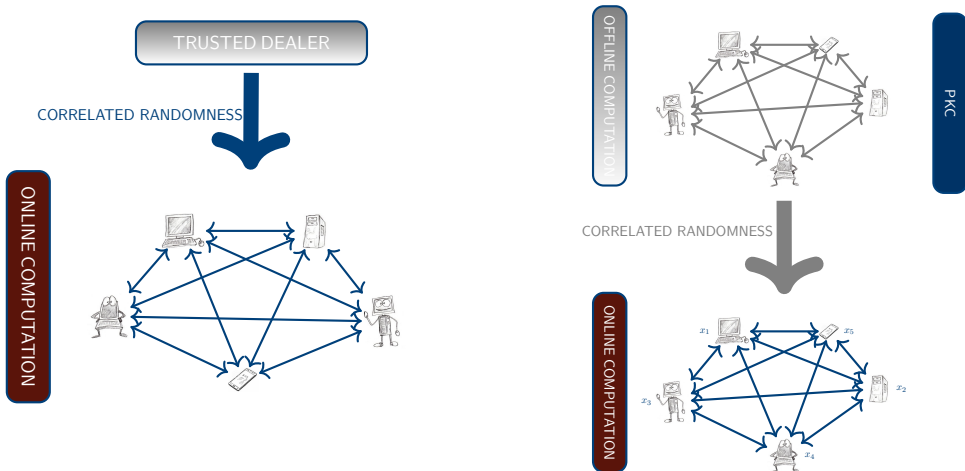 TRUSTED DEALER
CORRELATED RANDOMNESS
ONLINE COMPUTATION
OFFLINE COMPUTATION
PKC
CORRELATED RANDOMNESS
ONLINE COMPUTATION
x₁
x₅
x₃
x₂
x₄